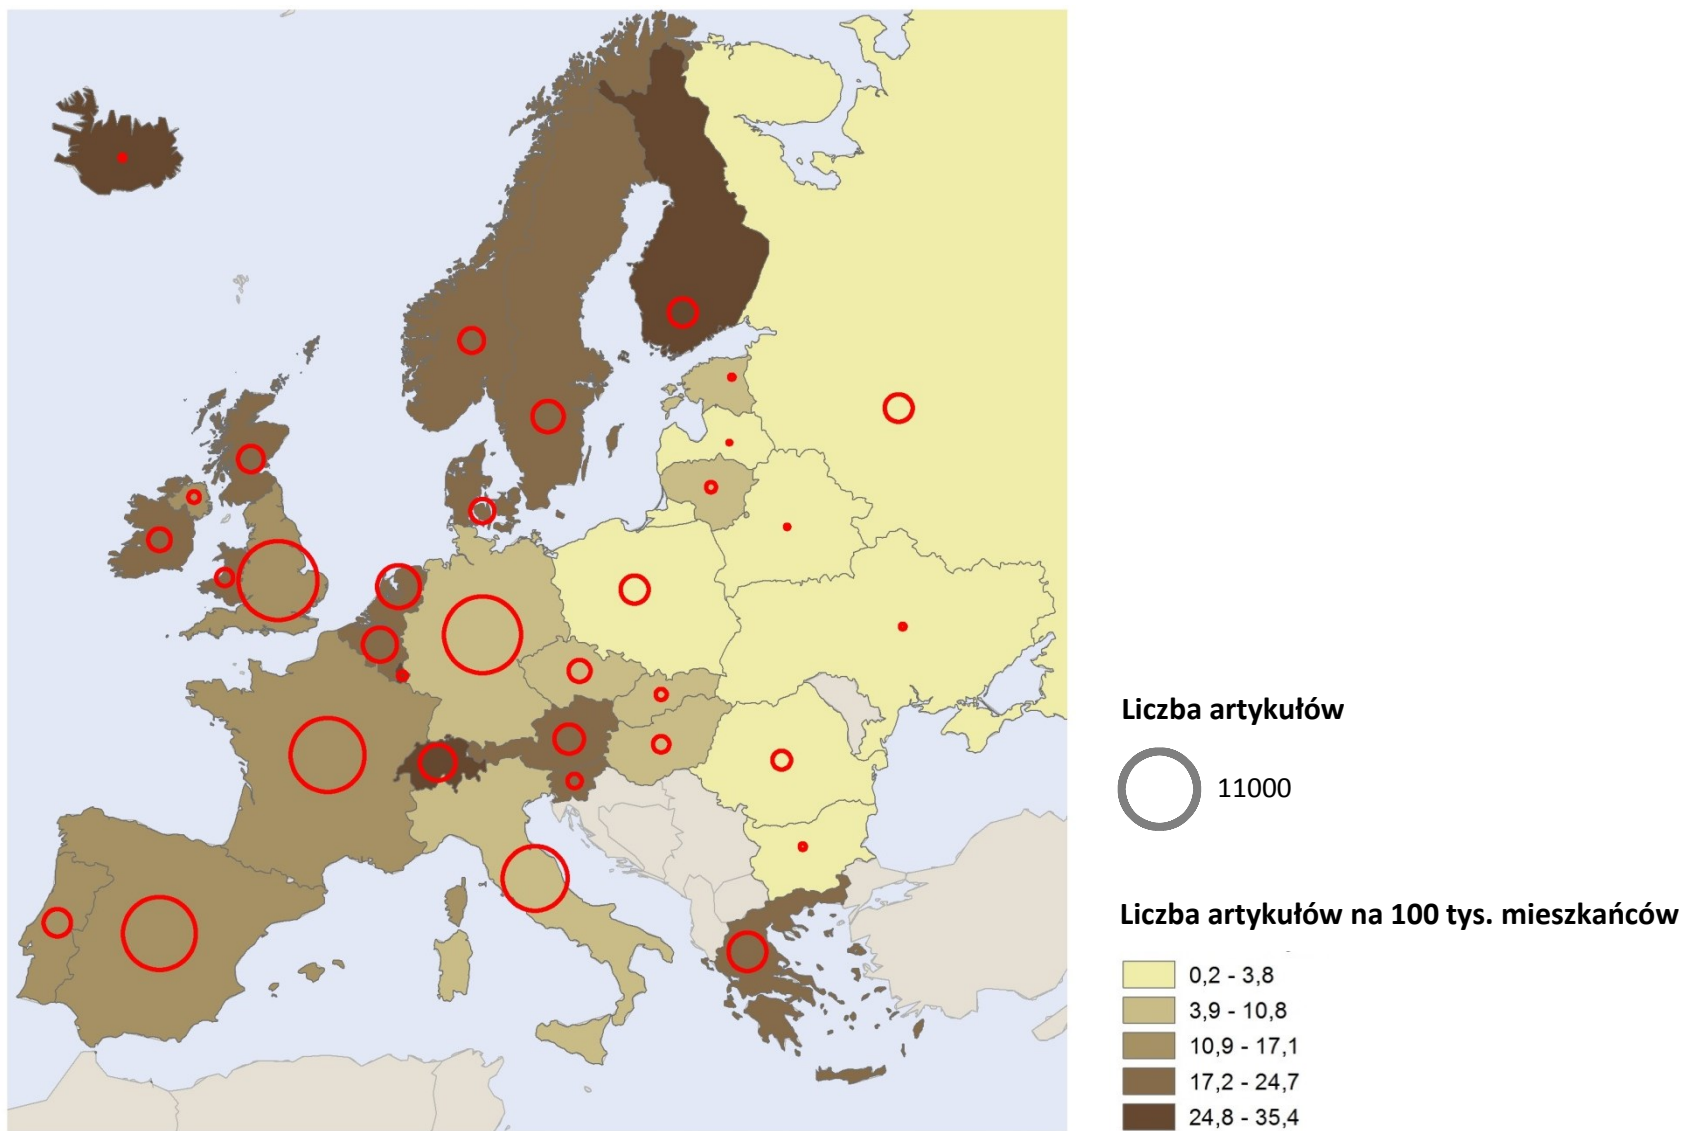 Liczba artykułów
11000
Liczba artykułów na 100 tys. mieszkańców
0,2 - 3,8
3,9 - 10,8
10,9 - 17,1
17,2 - 24,7
24,8 - 35,4